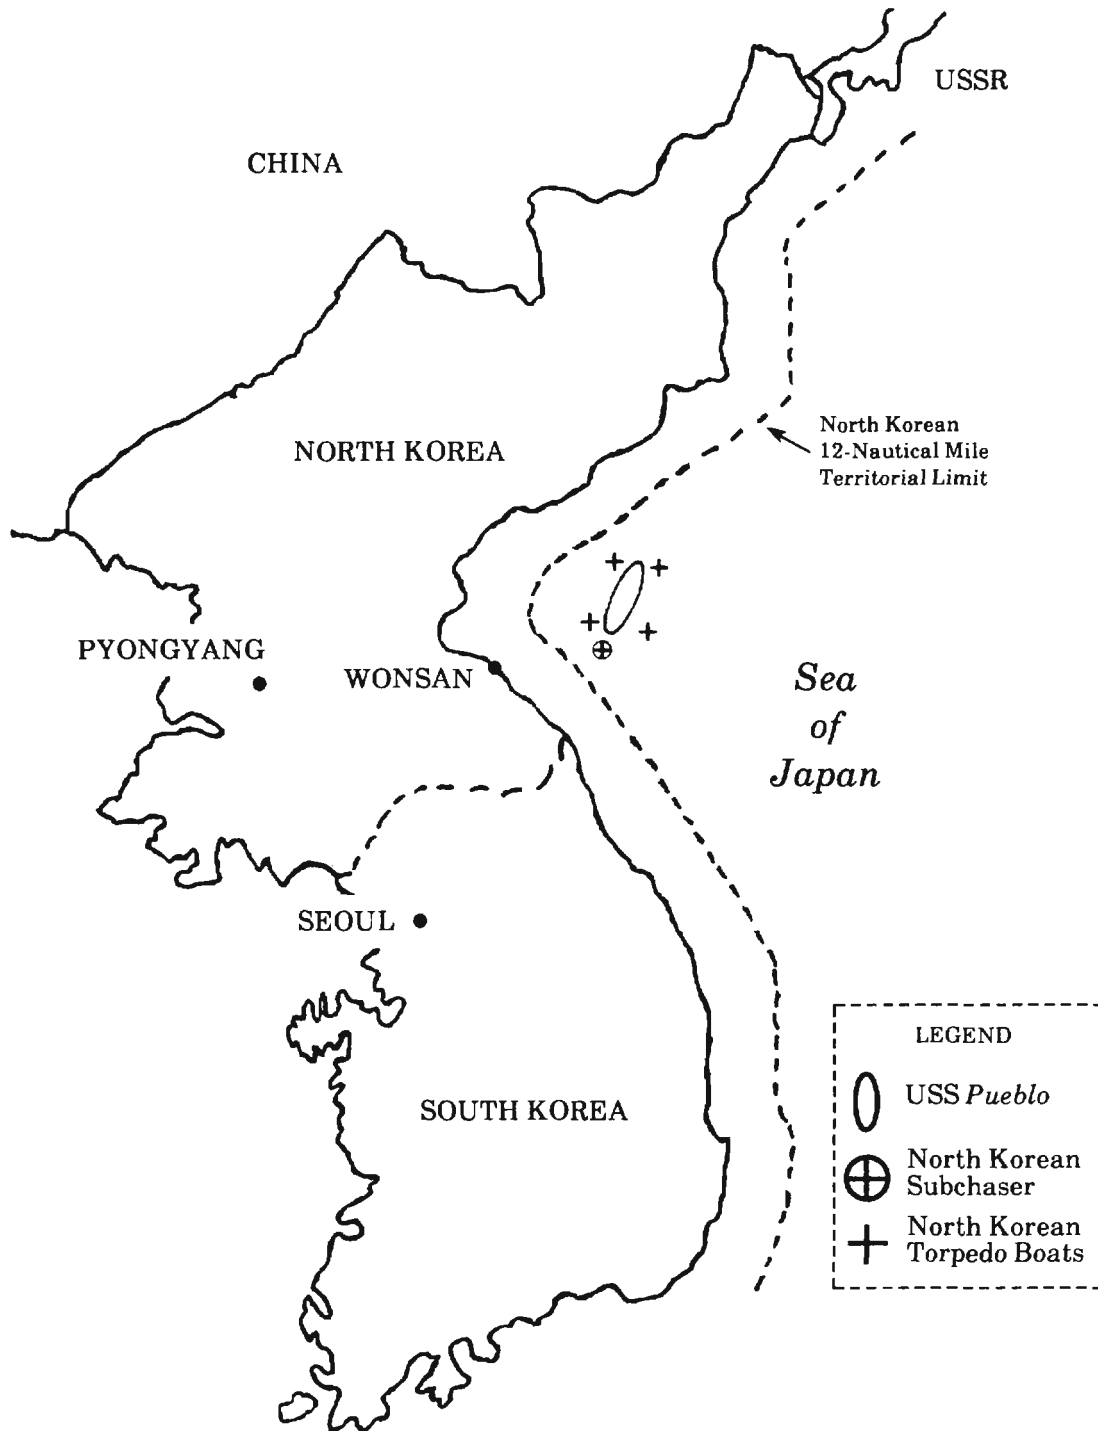 USSR
CHINA
North Korean
12-Nautical Mile
Territorial Limit
NORTH KOREA
PYONGYANG
WONSAN
Sea
of
Japan
SEOUL
SOUTH KOREA
LEGEND
USS Pueblo
North Korean
Subchaser
North Korean
Torpedo Boats